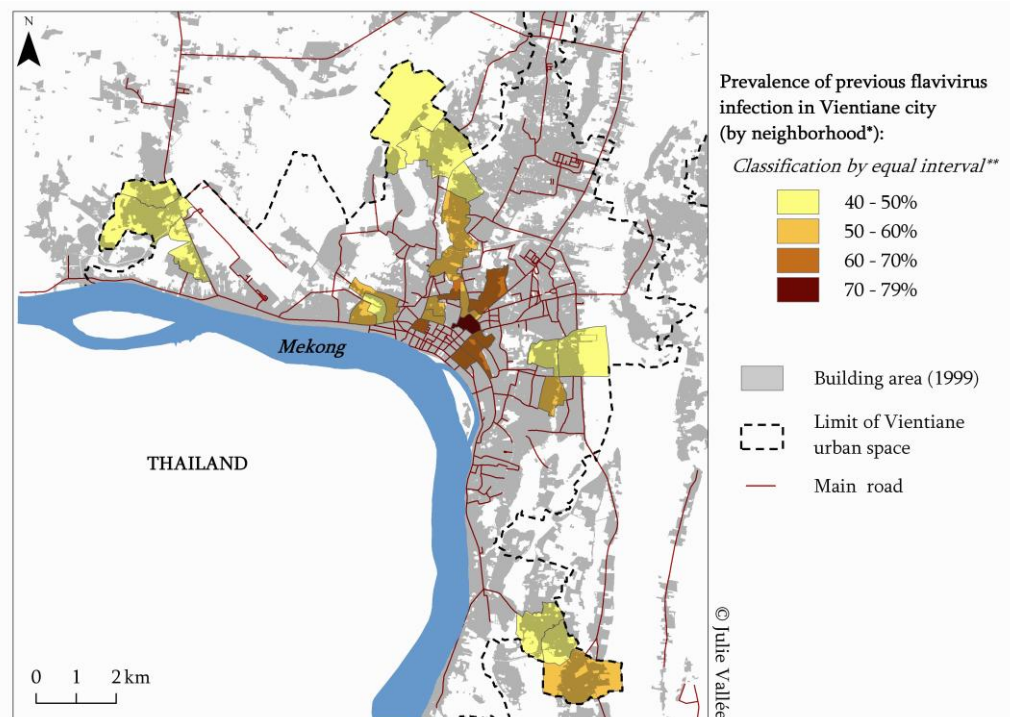 N
Mekong
THAILAND
0 1 2 km
Prevalence of previous flavivirus
infection in Vientiane city
(by neighborhood*):
Classification by equal interval**
40 - 50%
50 - 60%
60 - 70%
70 - 79%
Building area (1999)
Limit of Vientiane
urban space
Main road
© Julie Vallée